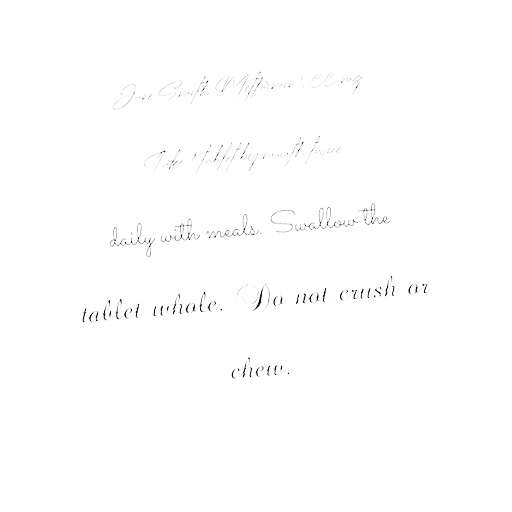 Jane Smith Metformin
Take 1 tablet by mouth twice
daily with meals. Swallow the
tablet whole. Do not crush or
chew.